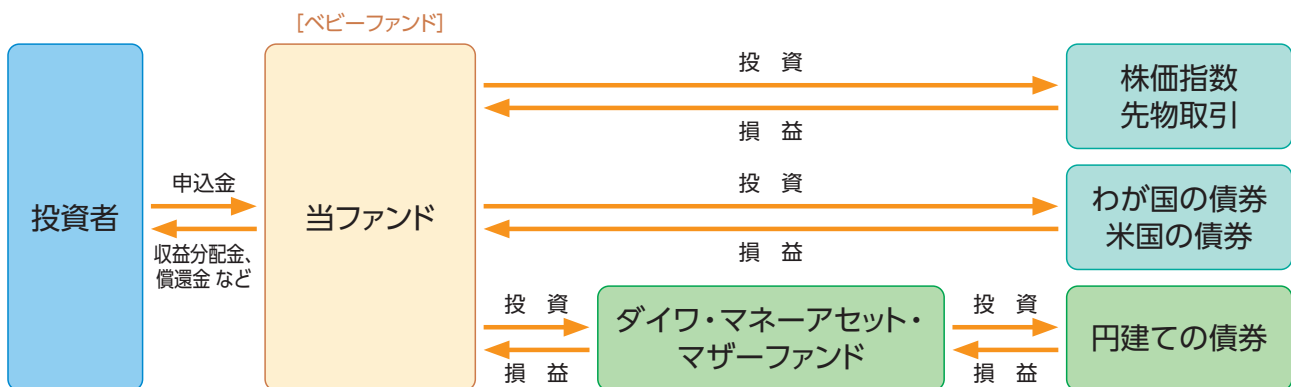 [ベビーファンド]
投資者
申込金
収益分配金、
償還金 など
当ファンド
投　資
損　益
株価指数
先物取引
投　資
損　益
わが国の債券
米国の債券
投　資
損　益
ダイワ・マネーアセット・
マザーファンド
投　資
損　益
円建ての債券